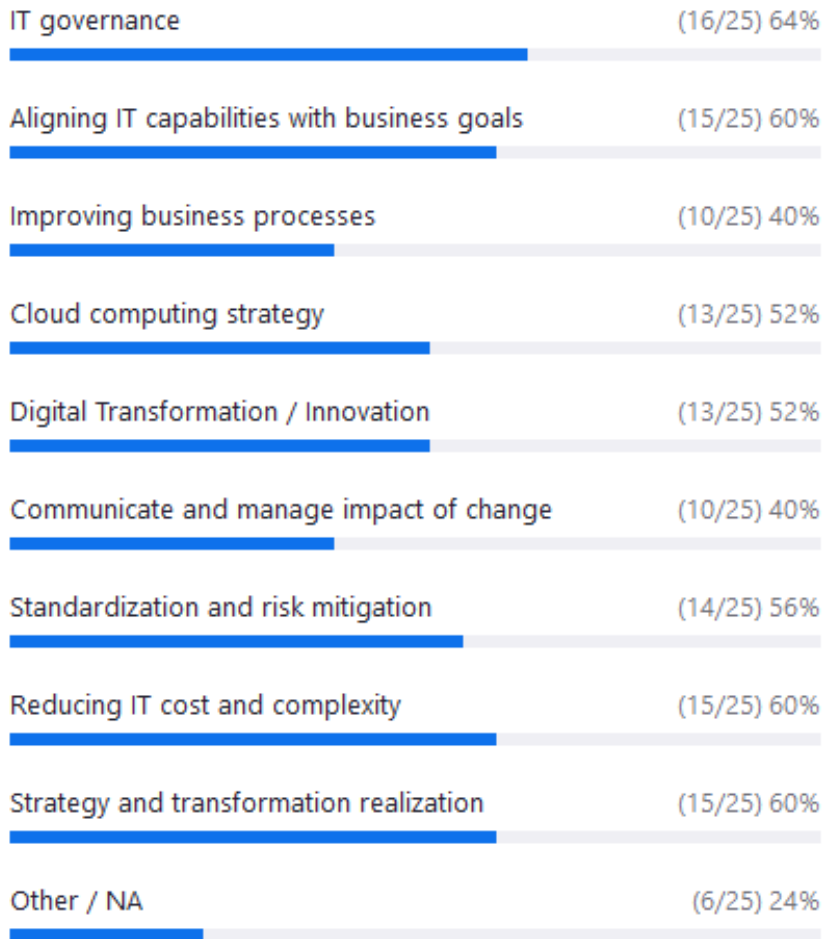 IT governance (16/25) 64%
Aligning IT capabilities with business goals (15/25) 60%
Improving business processes (10/25) 40%
Cloud computing strategy (13/25) 52%
Digital Transformation / Innovation (13/25) 52%
Communicate and manage impact of change (10/25) 40%
Standardization and risk mitigation (14/25) 56%
Reducing IT cost and complexity (15/25) 60%
Strategy and transformation realization (15/25) 60%
Other / NA (6/25) 24%